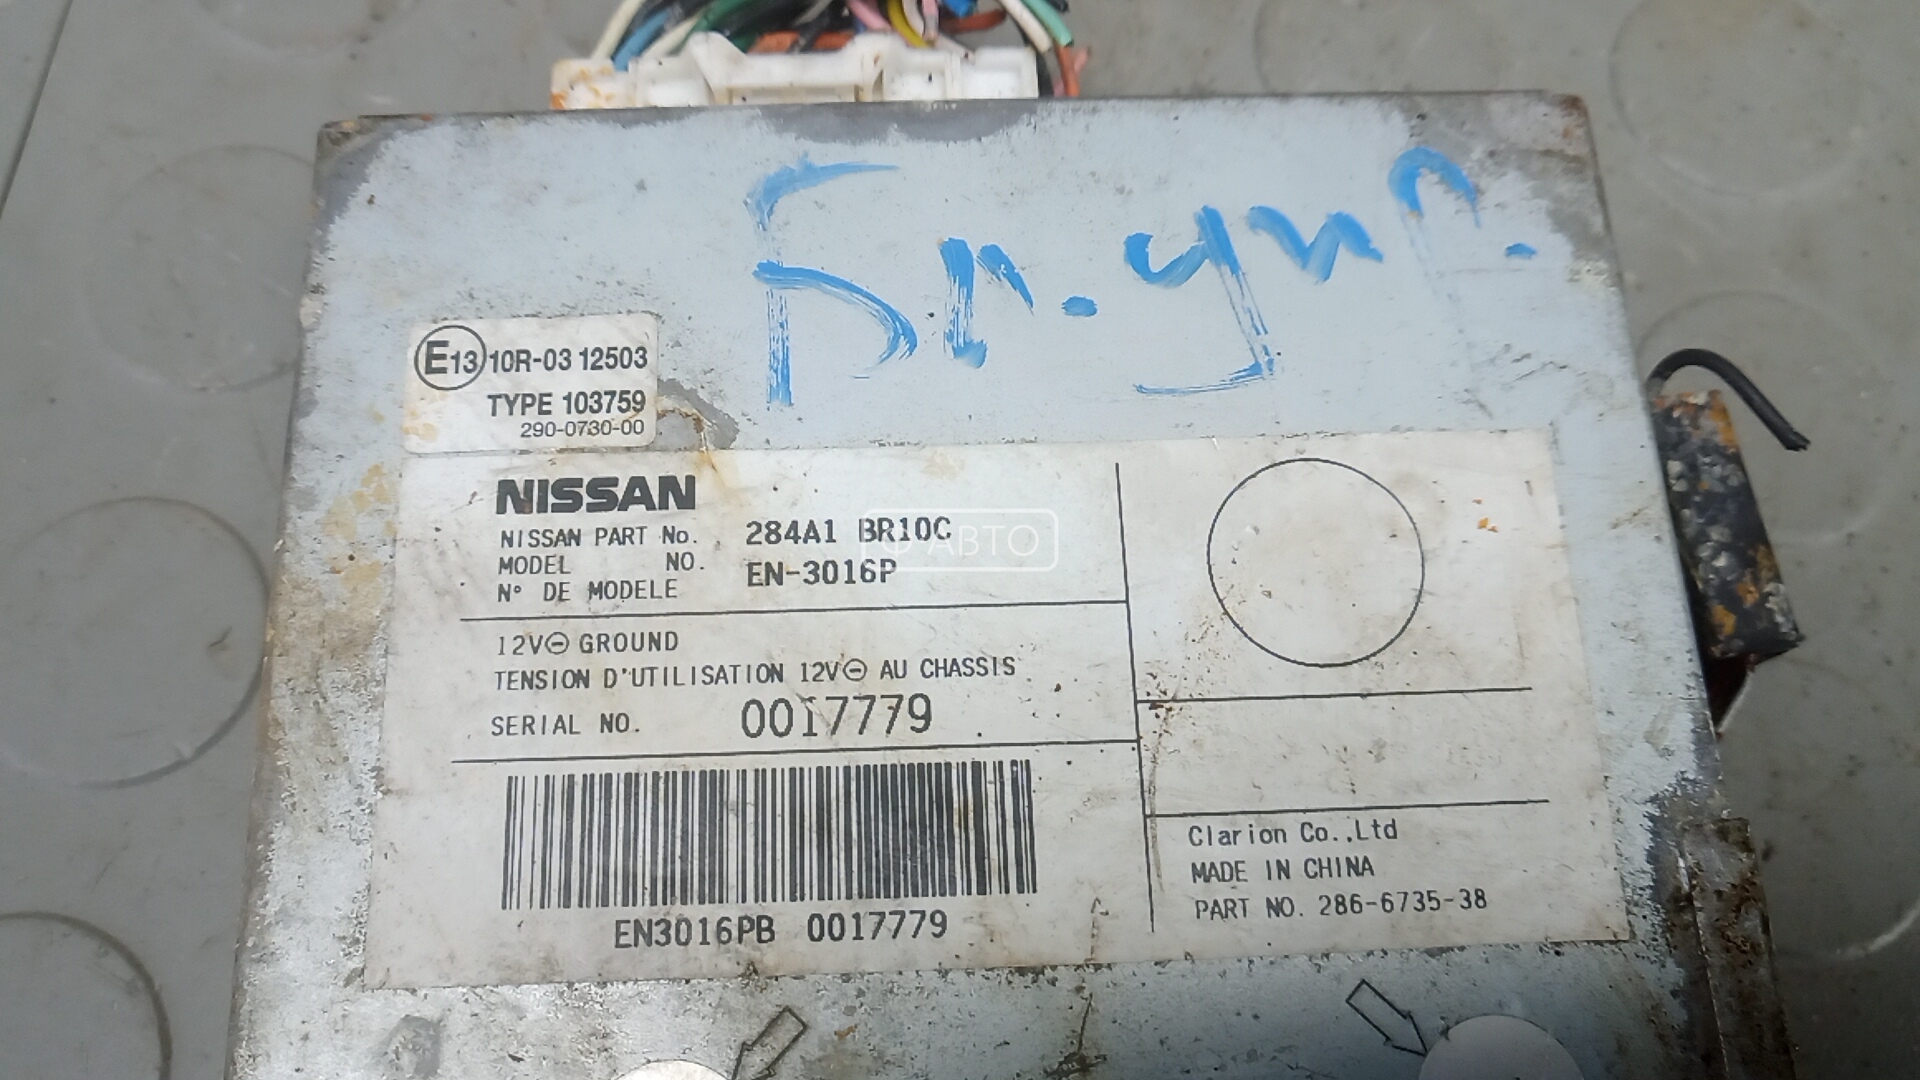 Бл. упр.
E13 10R-03 12503
TYPE 103759
290-0730-00
NISSAN
NISSAN PART No. 284A1 BR10C
MODEL NO. EN-3016P
N° DE MODELE
12V⊖ GROUND
TENSION D'UTILISATION 12V⊖ AU CHASSIS
SERIAL NO. 0017779
EN3016PB 0017779
Clarion Co.,Ltd
MADE IN CHINA
PART NO. 286-6735-38
Ф АВТО